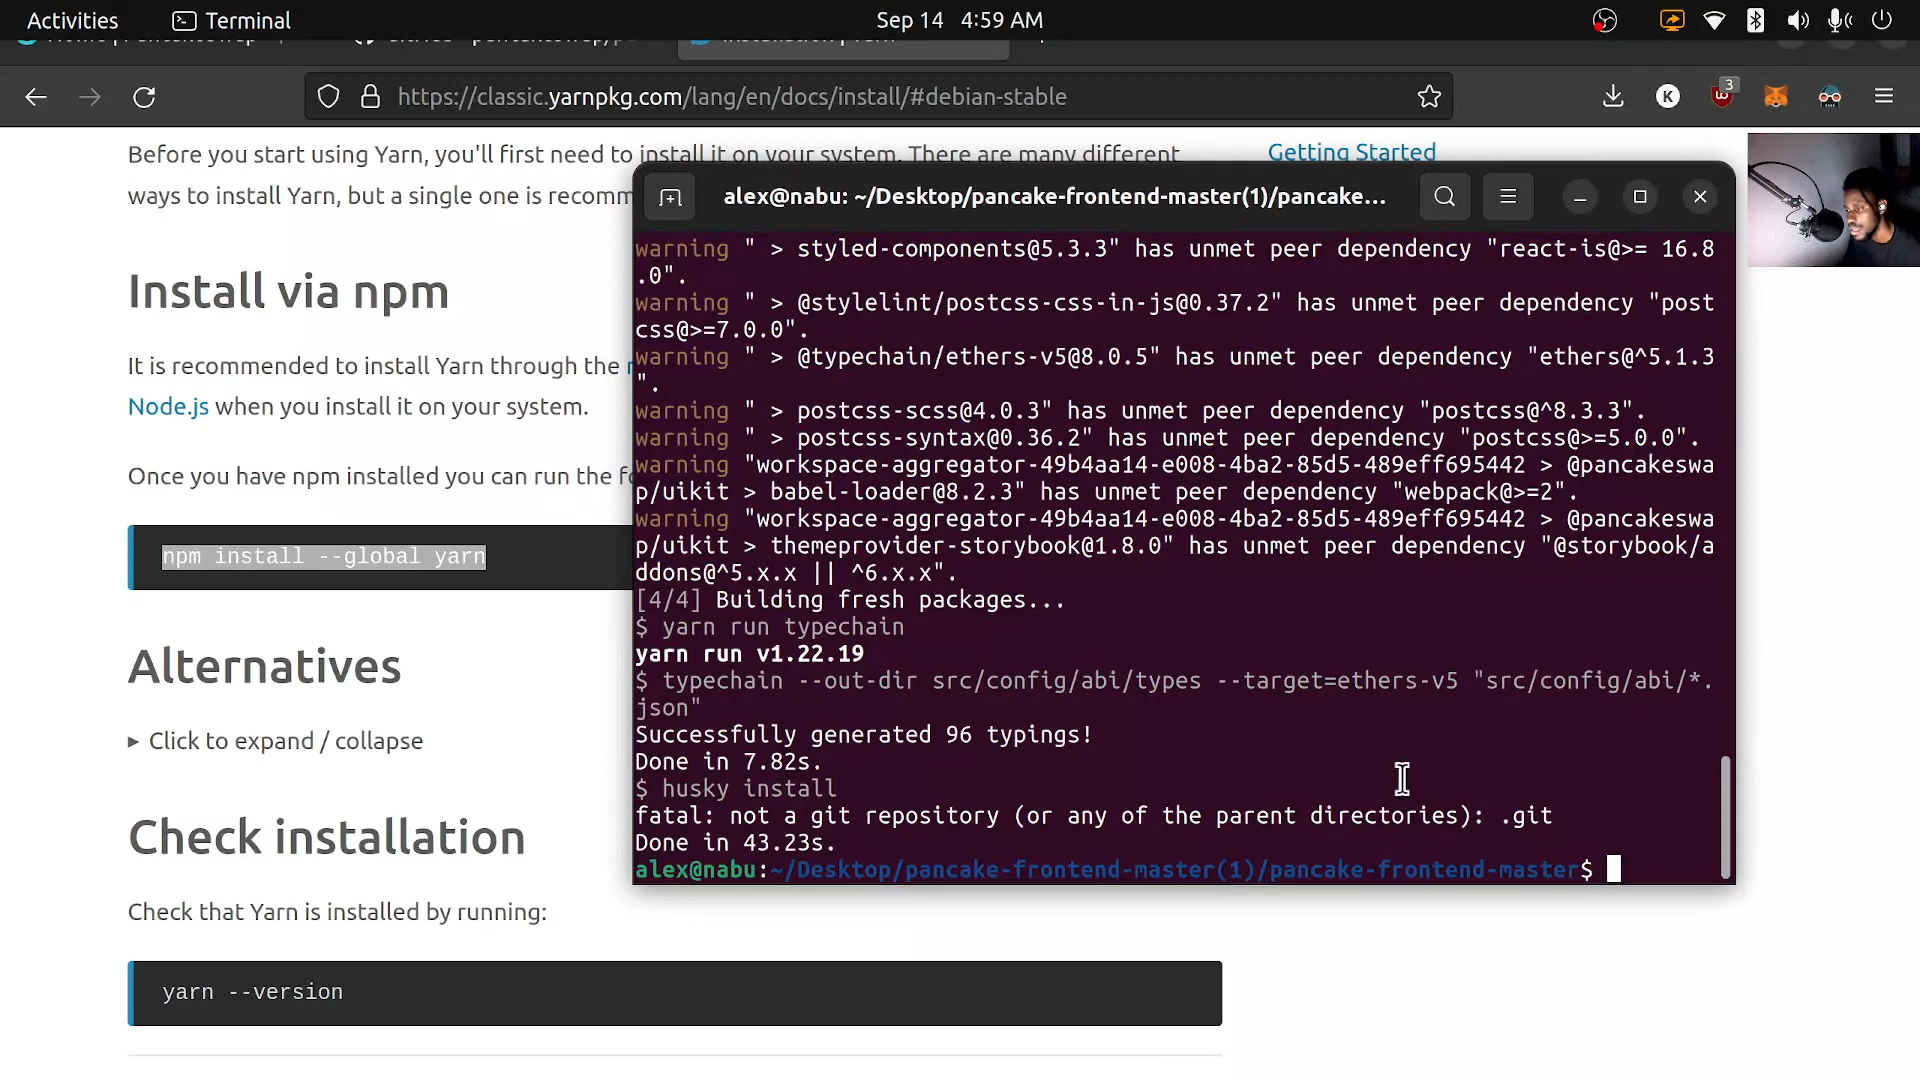 Activities
Terminal
Sep 14 4:59 AM
https://classic.yarnpkg.com/lang/en/docs/install/#debian-stable
K
3
Before you start using Yarn, you'll first need to install it on your system. There are many different
ways to install Yarn, but a single one is recomm
Getting Started
Install via npm
It is recommended to install Yarn through the
Node.js when you install it on your system.
Once you have npm installed you can run the fo
npm install --global yarn
Alternatives
Click to expand / collapse
Check installation
Check that Yarn is installed by running:
yarn --version
alex@nabu: ~/Desktop/pancake-frontend-master(1)/pancake...
warning " > styled-components@5.3.3" has unmet peer dependency "react-is@>= 16.8
.0".
warning " > @stylelint/postcss-css-in-js@0.37.2" has unmet peer dependency "post
css@>=7.0.0".
warning " > @typechain/ethers-v5@8.0.5" has unmet peer dependency "ethers@^5.1.3
".
warning " > postcss-scss@4.0.3" has unmet peer dependency "postcss@^8.3.3".
warning " > postcss-syntax@0.36.2" has unmet peer dependency "postcss@>=5.0.0".
warning "workspace-aggregator-49b4aa14-e008-4ba2-85d5-489eff695442 > @pancakeswa
p/uikit > babel-loader@8.2.3" has unmet peer dependency "webpack@>=2".
warning "workspace-aggregator-49b4aa14-e008-4ba2-85d5-489eff695442 > @pancakeswa
p/uikit > themeprovider-storybook@1.8.0" has unmet peer dependency "@storybook/a
ddons@^5.x.x || ^6.x.x".
[4/4] Building fresh packages...
$ yarn run typechain
yarn run v1.22.19
$ typechain --out-dir src/config/abi/types --target=ethers-v5 "src/config/abi/*.
json"
Successfully generated 96 typings!
Done in 7.82s.
$ husky install
fatal: not a git repository (or any of the parent directories): .git
Done in 43.23s.
alex@nabu:~/Desktop/pancake-frontend-master(1)/pancake-frontend-master$